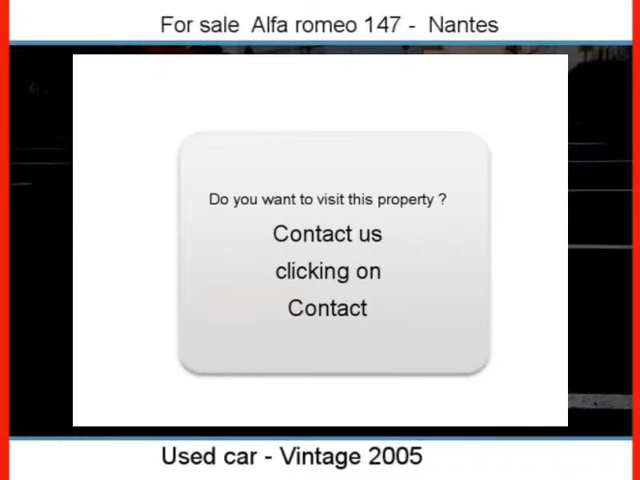 For sale  Alfa romeo 147 -  Nantes
Do you want to visit this property ?
Contact us
clicking on
Contact
Used car - Vintage 2005